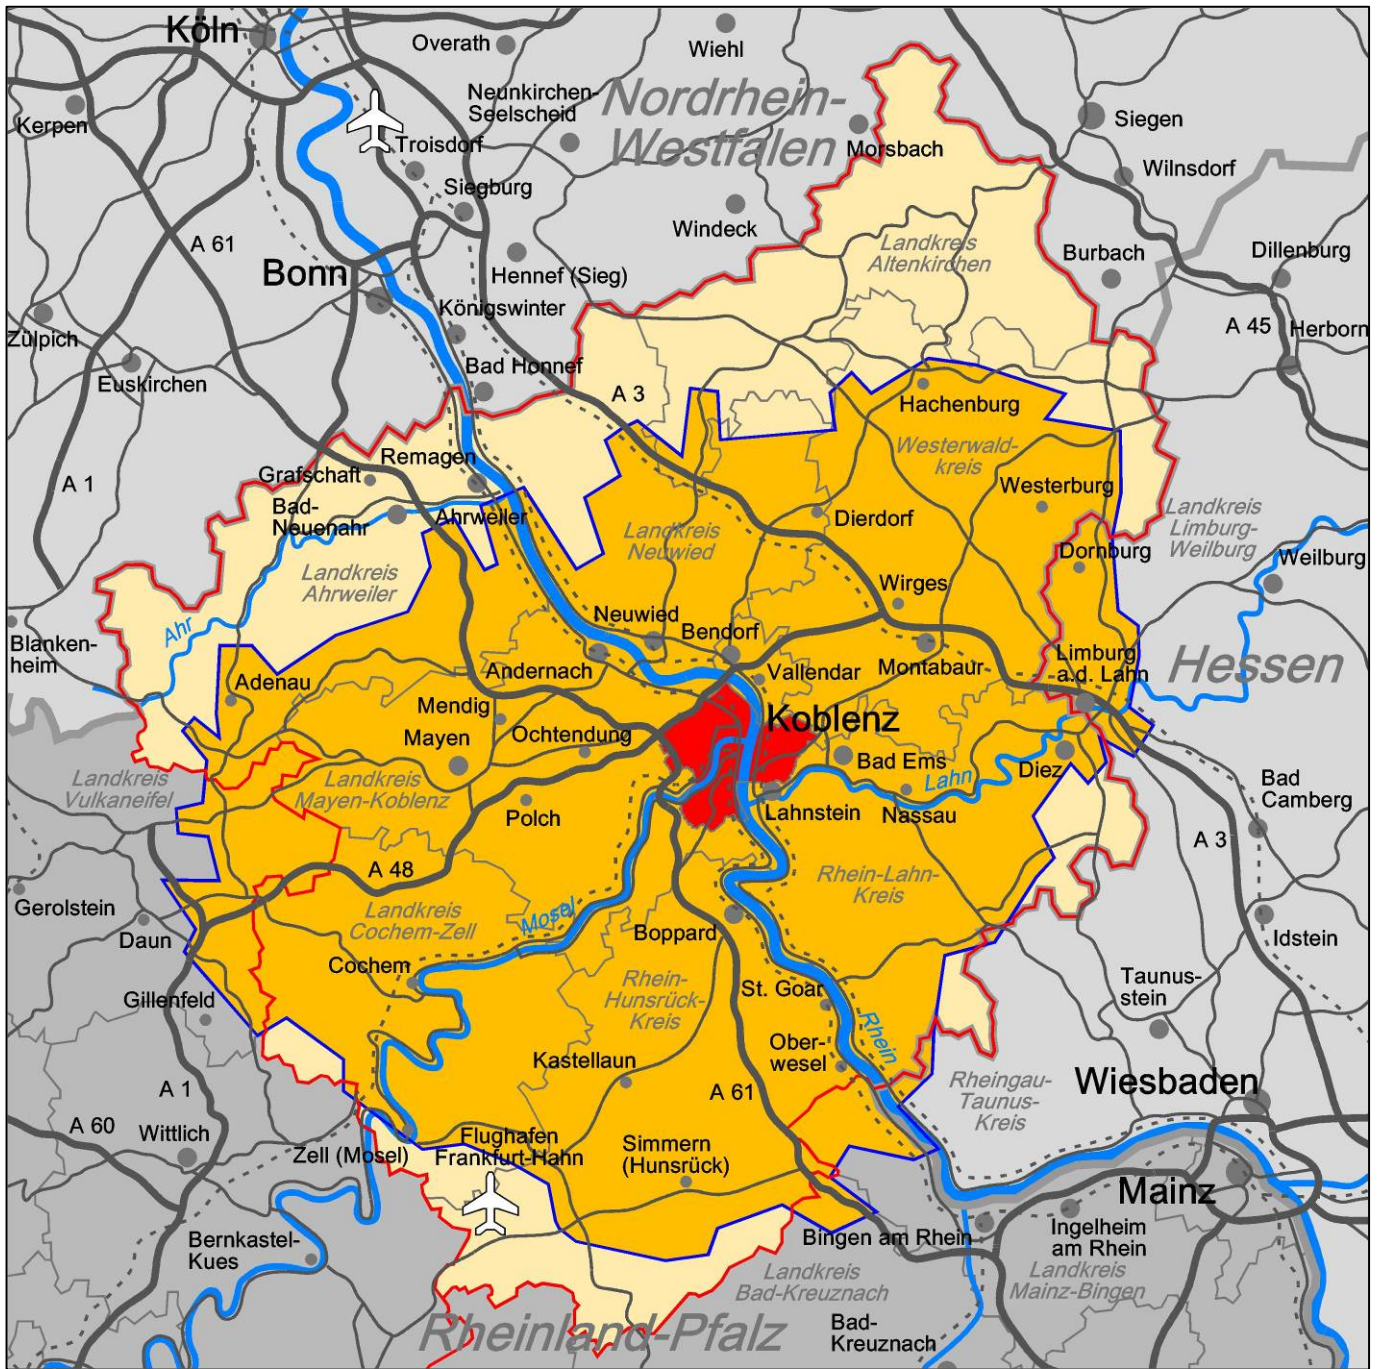 Köln
Overath
Wiehl
Neunkirchen-
Seelscheid
Nordrhein-
Westfalen
Kerpen
Troisdorf
Morsbach
Siegen
Wilnsdorf
Siegburg
Windeck
A 61
Landkreis
Altenkirchen
Burbach
Dillenburg
Bonn
Hennef (Sieg)
Königswinter
Zülpich
A 45
Herborn
Euskirchen
Bad Honnef
A 3
Hachenburg
Westerwald-
kreis
Remagen
Grafschaft
A 1
Bad-
Neuenahr
Ahrweiler
Westerburg
Dierdorf
Landkreis
Neuwied
Landkreis
Limburg-
Weilburg
Dornburg
Weilburg
Landkreis
Ahrweiler
Wirges
Ahr
Neuwied
Bendorf
Blanken-
heim
Andernach
Vallendar
Montabaur
Limburg
a.d. Lahn
Hessen
Adenau
Mendig
Koblenz
Mayen
Ochtendung
Bad Ems
Lahn
Diez
Landkreis
Vulkaneifel
Landkreis
Mayen-Koblenz
Bad
Camberg
Polch
Lahnstein
Nassau
A 3
A 48
Rhein-Lahn-
Kreis
Gerolstein
Landkreis
Cochem-Zell
Mosel
Daun
Boppard
Idstein
Cochem
Rhein-
Hunsrück-
Kreis
St. Goar
Taunus-
stein
Gillenfeld
Rhein
Ober-
wesel
Kastellaun
A 1
A 61
Rheingau-
Taunus-
Kreis
Wiesbaden
A 60
Wittlich
Zell (Mosel)
Flughafen
Frankfurt-Hahn
Simmern
(Hunsrück)
Mainz
Bernkastel-
Kues
Bingen am Rhein
Ingelheim
am Rhein
Landkreis
Bad-Kreuznach
Landkreis
Mainz-Bingen
Rheinland-Pfalz
Bad-
Kreuznach